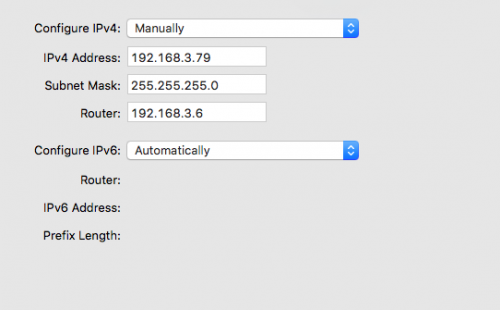 Configure IPv4: Manually
IPv4 Address: 192.168.3.79
Subnet Mask: 255.255.255.0
Router: 192.168.3.6
Configure IPv6: Automatically
Router:
IPv6 Address:
Prefix Length: